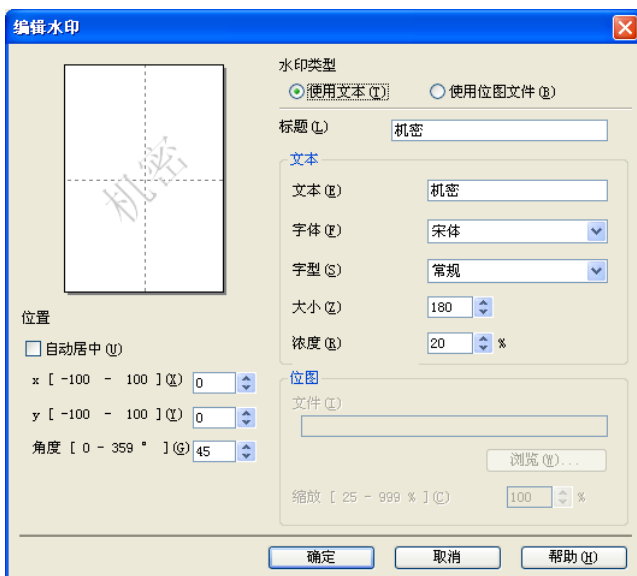 编辑水印
机密
位置
自动居中(U)
x [ -100 - 100 ](X) 0
y [ -100 - 100 ](Y) 0
角度 [ 0 - 359 ° ](G) 45
水印类型
使用文本(T)
使用位图文件(B)
标题(L) 机密
文本
文本(E) 机密
字体(F) 宋体
字型(S) 常规
大小(Z) 180
浓度(R) 20 %
位图
文件(I)
浏览(W)...
缩放 [ 25 - 999 % ](C) 100 %
确定
取消
帮助(H)